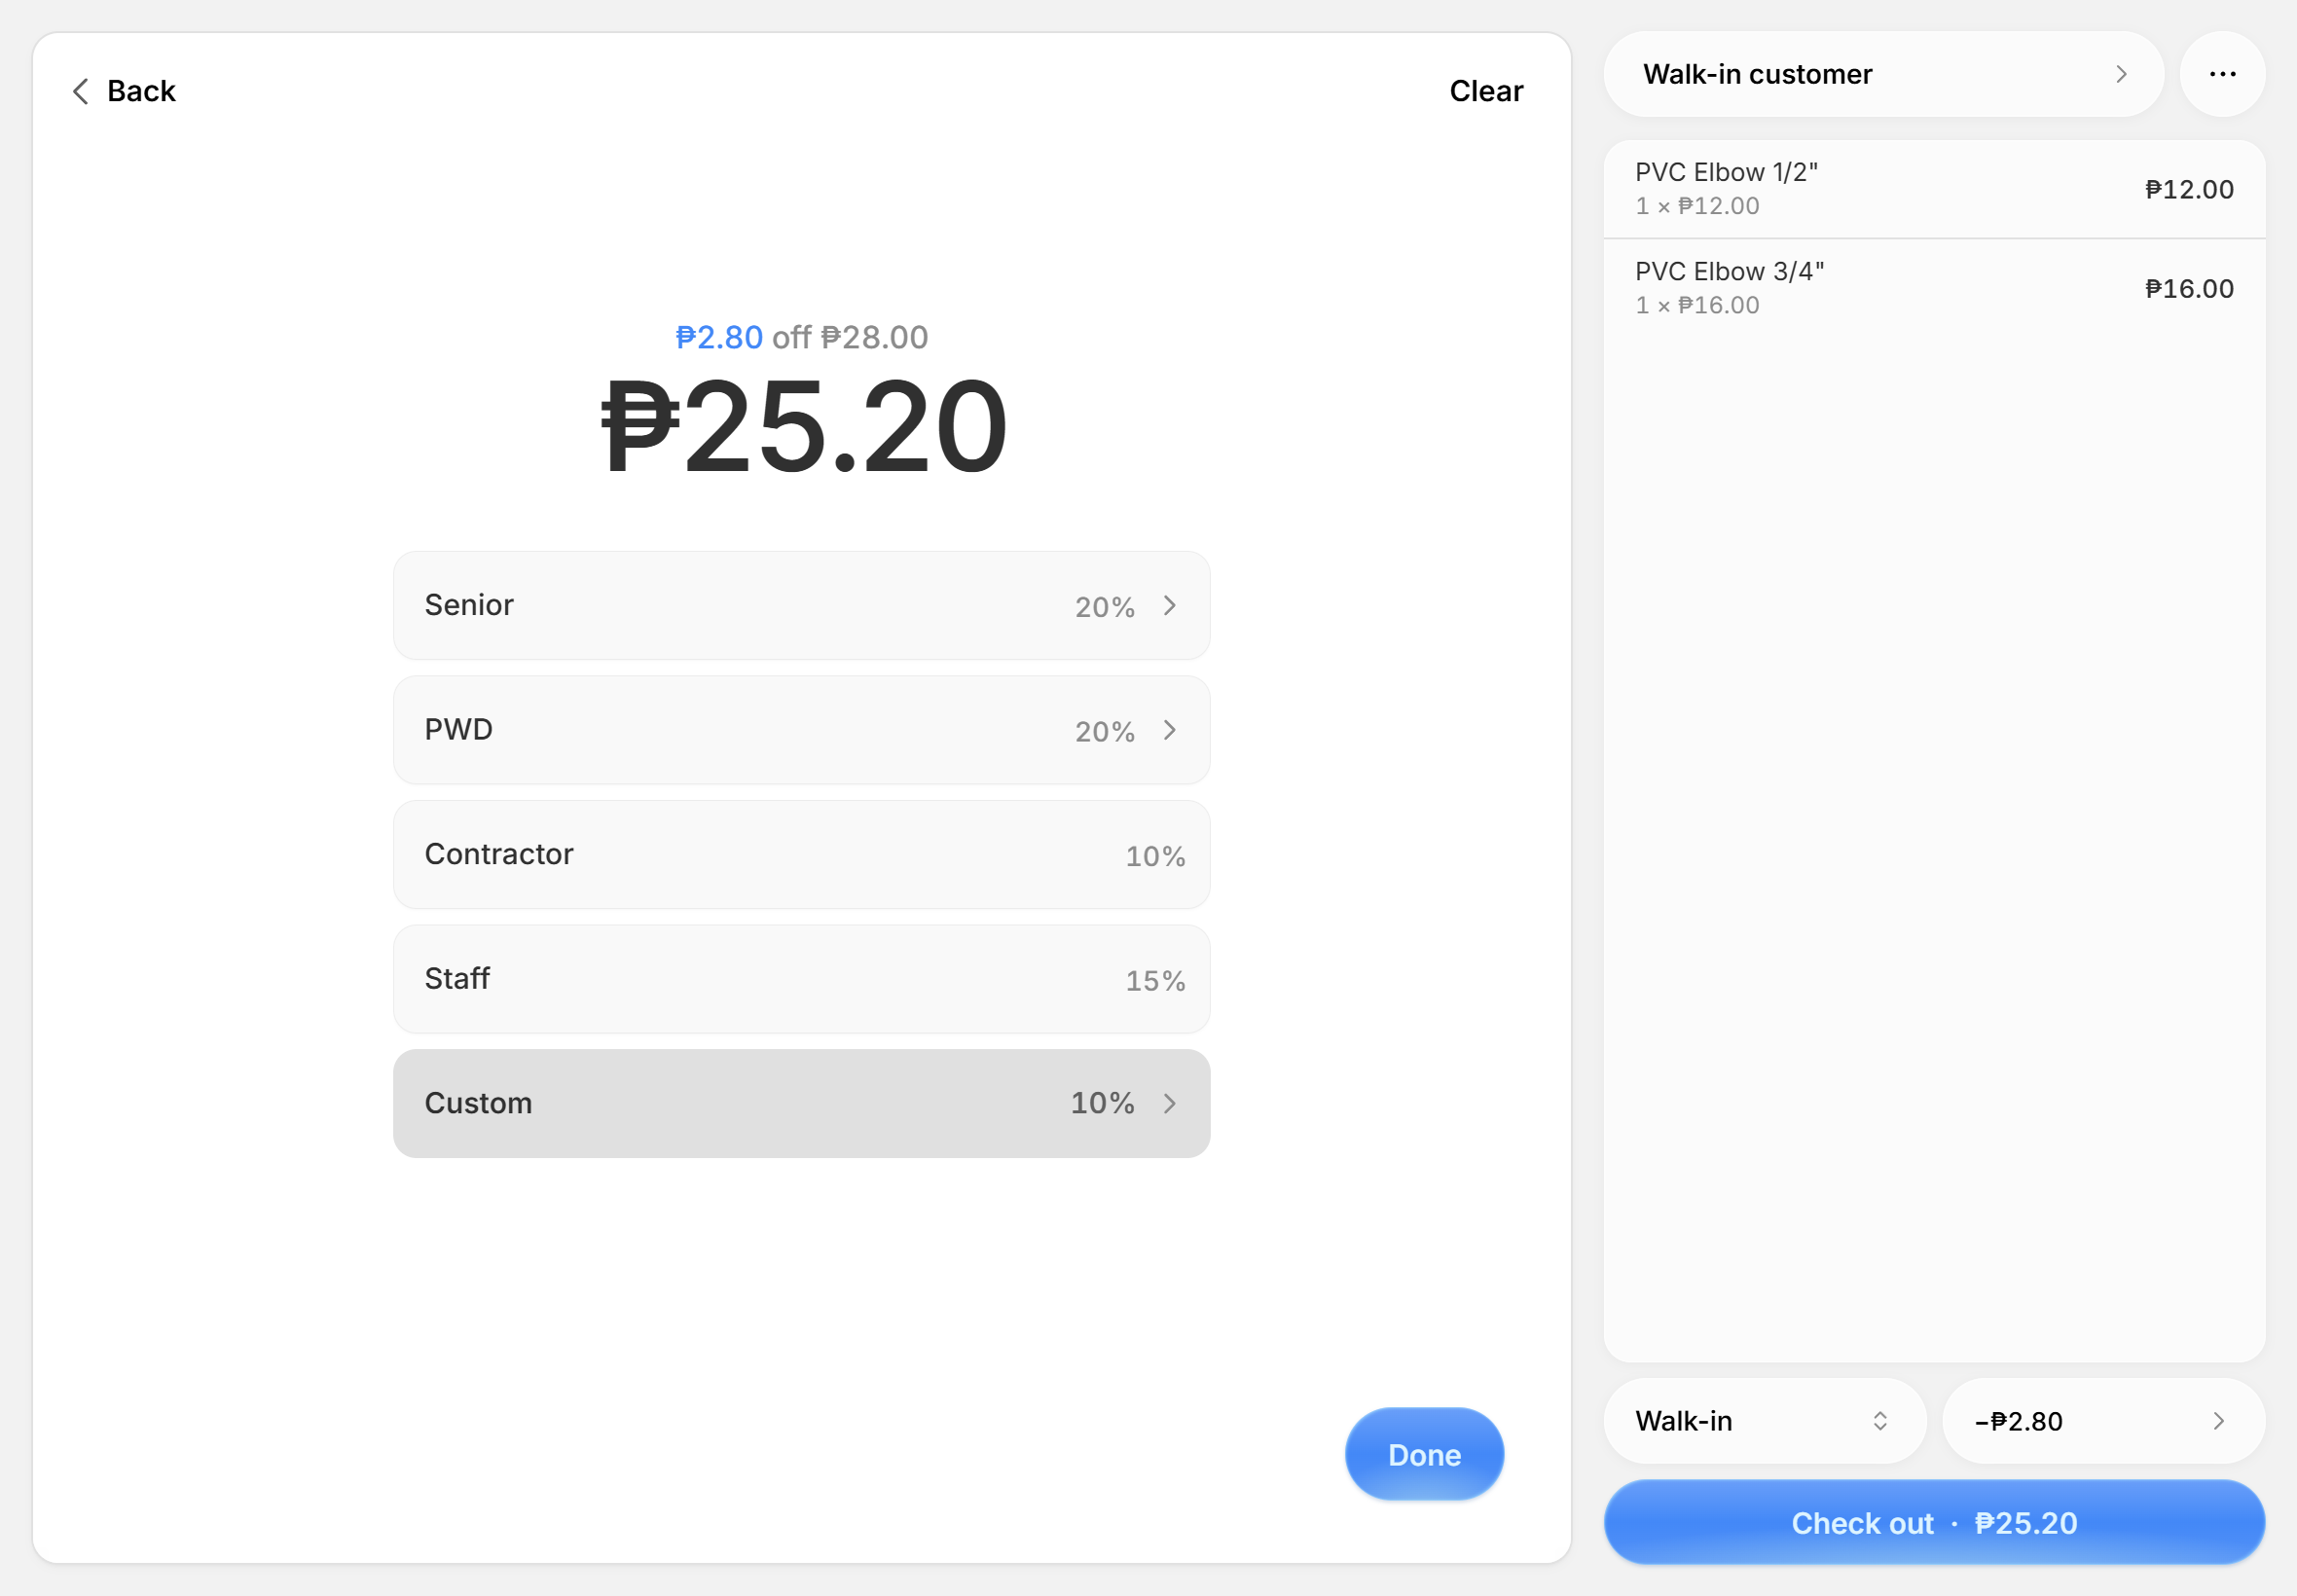 Back
Clear
₱2.80 off ₱28.00
₱25.20
Senior 20%
PWD 20%
Contractor 10%
Staff 15%
Custom 10%
Done
Walk-in customer
PVC Elbow 1/2"
1 × ₱12.00
₱12.00
PVC Elbow 3/4"
1 × ₱16.00
₱16.00
Walk-in
−₱2.80
Check out · ₱25.20